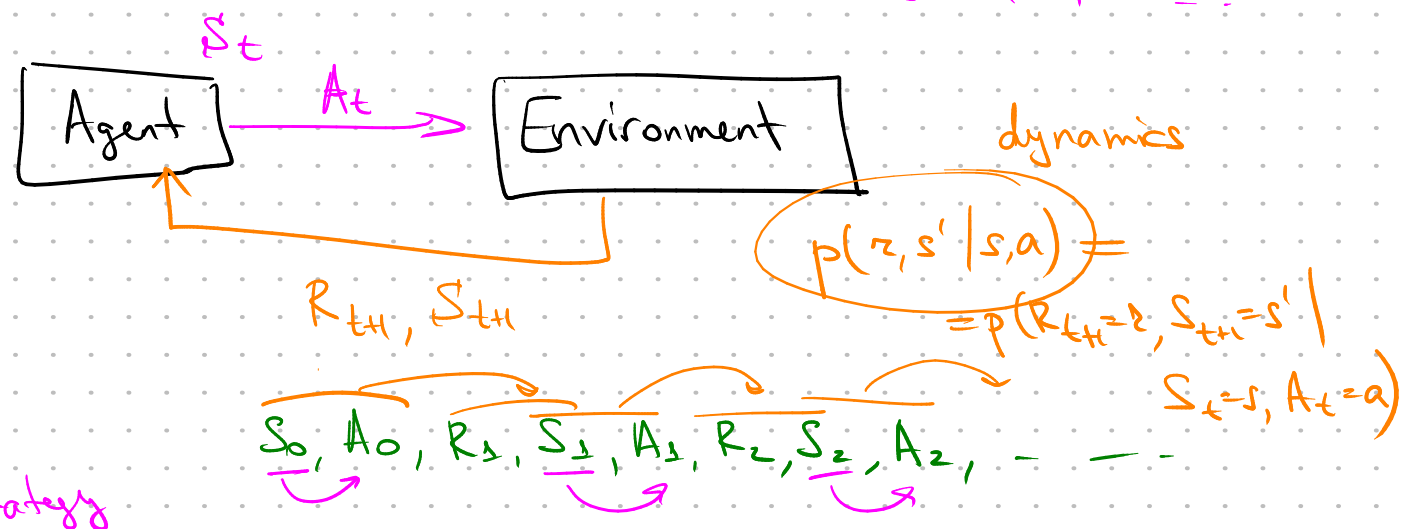 S_t
A_t
Agent
Environment
dynamics
p(r,s'|s,a) =
R_{t+1}, S_{t+1}
=p(R_{t+1}=r, S_{t+1}=s'|
S_t=s, A_t=a)
S_0, A_0, R_1, S_1, A_1, R_2, S_2, A_2, - — - .
ategy